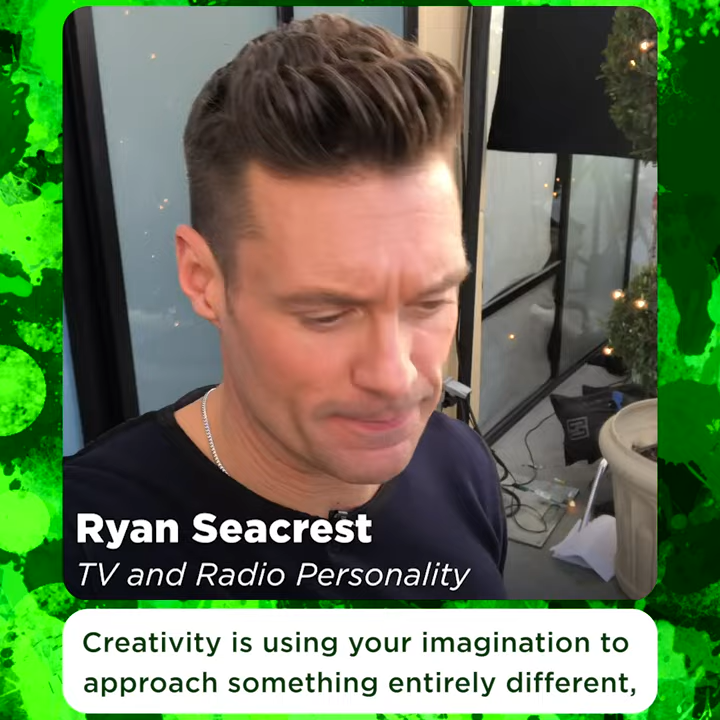 Ryan Seacrest
TV and Radio Personality
Creativity is using your imagination to
approach something entirely different,